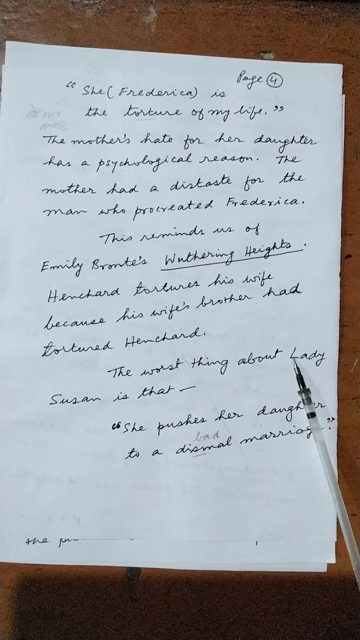 Page 4
"She (Frederica) is
the torture of my life."
The mother's hate for her daughter
has a psychological reason. The
mother had a distaste for the
man who procreated Frederica.
This reminds us of
Emily Bronte's Wuthering Heights.
Henchard tortures his wife
because his wife's brother had
tortured Henchard.
The worst thing about Lady
Susan is that —
"She pushes her daughter
bad
to a dismal marriage."
the